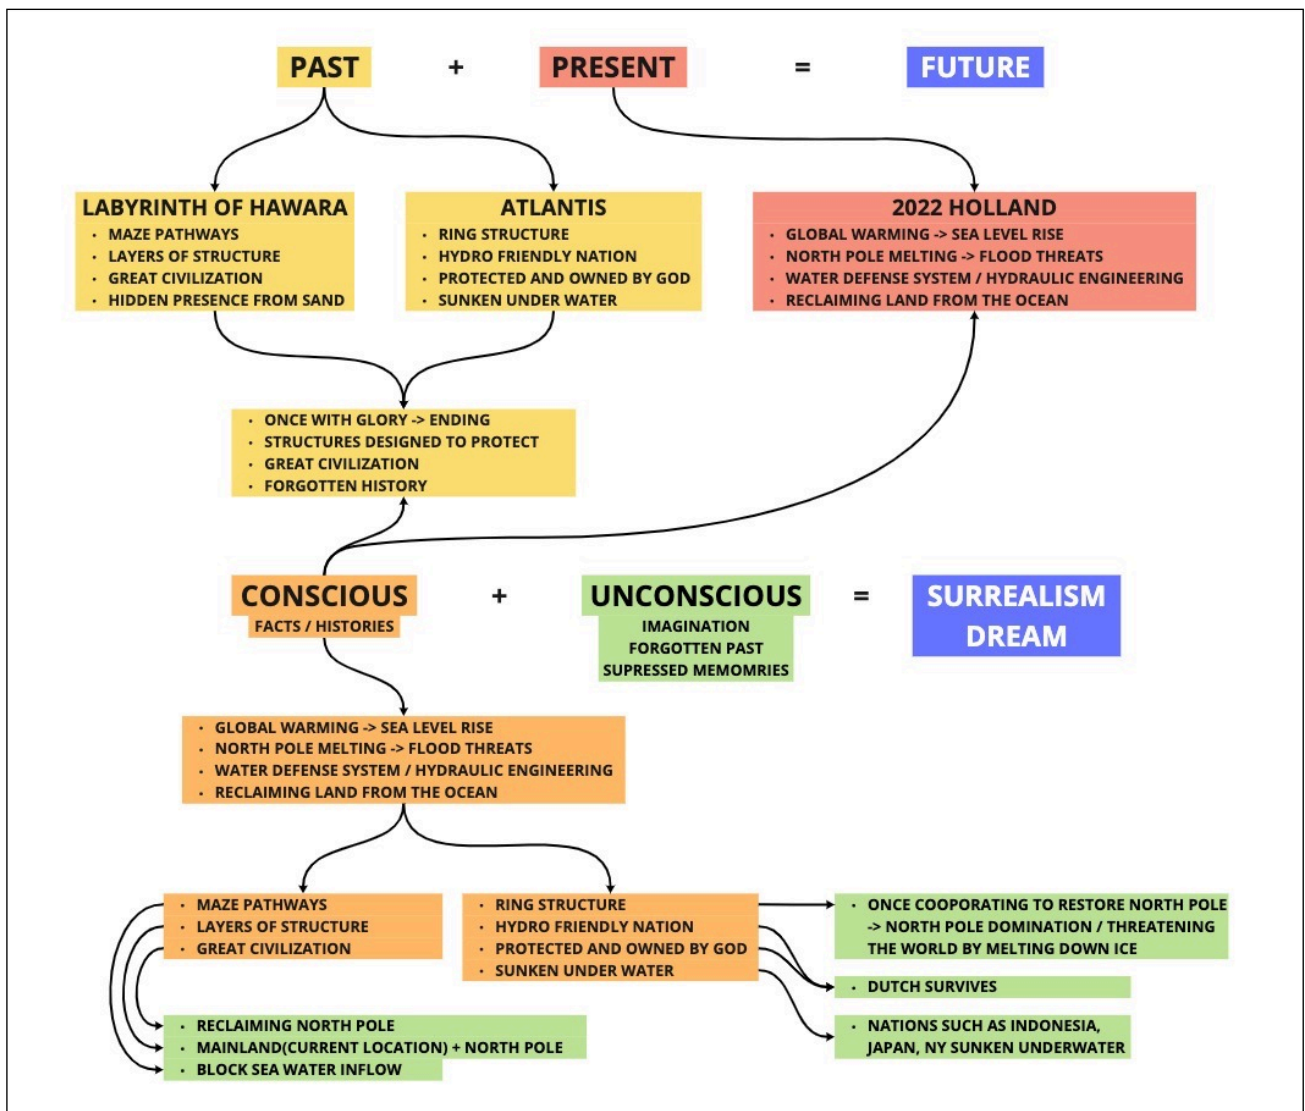 PAST + PRESENT = FUTURE
LABYRINTH OF HAWARA
· MAZE PATHWAYS
· LAYERS OF STRUCTURE
· GREAT CIVILIZATION
· HIDDEN PRESENCE FROM SAND
ATLANTIS
· RING STRUCTURE
· HYDRO FRIENDLY NATION
· PROTECTED AND OWNED BY GOD
· SUNKEN UNDER WATER
2022 HOLLAND
· GLOBAL WARMING -> SEA LEVEL RISE
· NORTH POLE MELTING -> FLOOD THREATS
· WATER DEFENSE SYSTEM / HYDRAULIC ENGINEERING
· RECLAIMING LAND FROM THE OCEAN
· ONCE WITH GLORY -> ENDING
· STRUCTURES DESIGNED TO PROTECT
· GREAT CIVILIZATION
· FORGOTTEN HISTORY
CONSCIOUS
FACTS / HISTORIES
+
UNCONSCIOUS
IMAGINATION
FORGOTTEN PAST
SUPRESSED MEMOMRIES
=
SURREALISM
DREAM
· GLOBAL WARMING -> SEA LEVEL RISE
· NORTH POLE MELTING -> FLOOD THREATS
· WATER DEFENSE SYSTEM / HYDRAULIC ENGINEERING
· RECLAIMING LAND FROM THE OCEAN
· MAZE PATHWAYS
· LAYERS OF STRUCTURE
· GREAT CIVILIZATION
· RING STRUCTURE
· HYDRO FRIENDLY NATION
· PROTECTED AND OWNED BY GOD
· SUNKEN UNDER WATER
· ONCE COOPORATING TO RESTORE NORTH POLE
-> NORTH POLE DOMINATION / THREATENING
THE WORLD BY MELTING DOWN ICE
· DUTCH SURVIVES
· NATIONS SUCH AS INDONESIA,
JAPAN, NY SUNKEN UNDERWATER
· RECLAIMING NORTH POLE
· MAINLAND(CURRENT LOCATION) + NORTH POLE
· BLOCK SEA WATER INFLOW